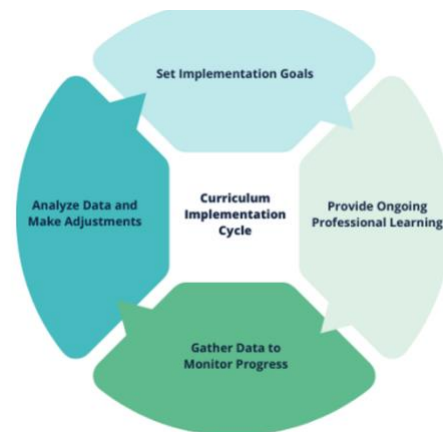 Set Implementation Goals
Analyze Data and
Make Adjustments
Curriculum
Implementation
Cycle
Provide Ongoing
Professional Learning
Gather Data to
Monitor Progress